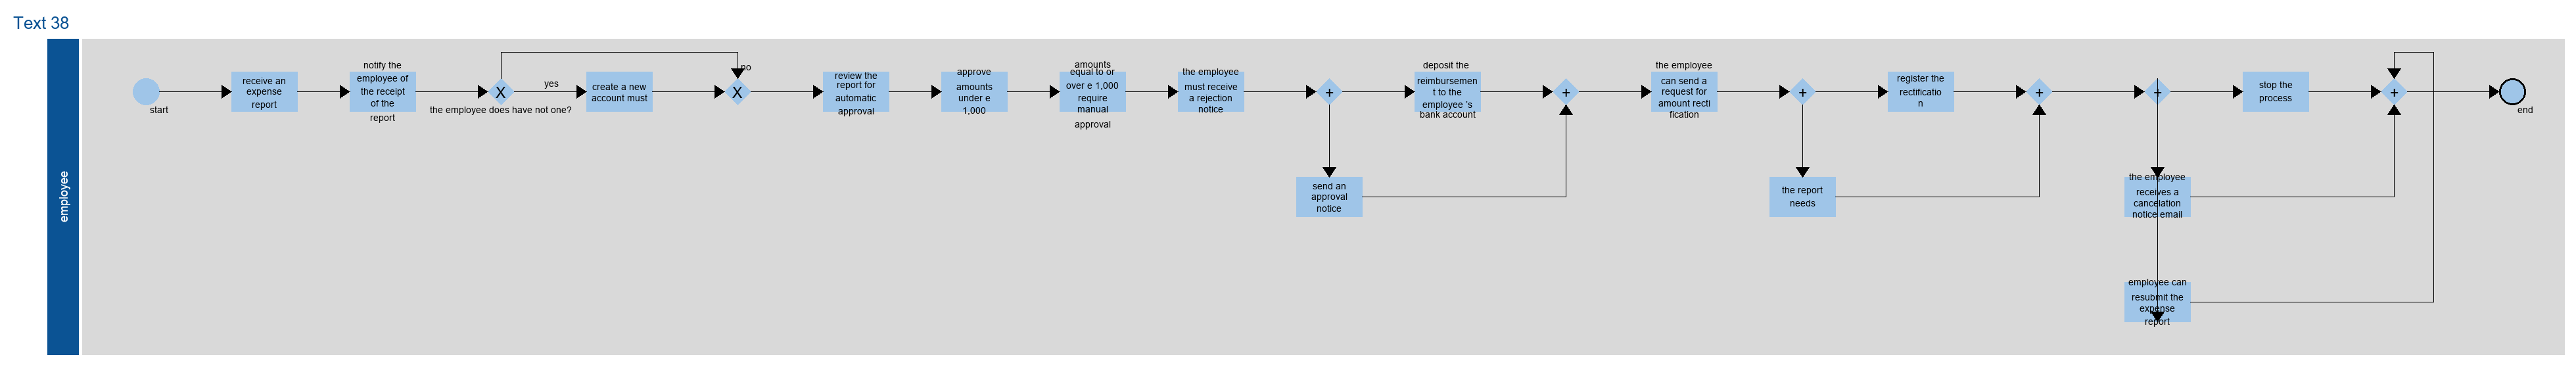 Text 38
employee
start
receive an
expense
report
notify the
employee of
the receipt
of the
report
X
the employee does have not one?
yes
create a new
account must
no
X
review the
report for
automatic
approval
approve
amounts
under e
1,000
amounts
equal to or
over e 1,000
require
manual
approval
the employee
must receive
a rejection
notice
+
deposit the
reimbursemen
t to the
employee 's
bank account
send an
approval
notice
+
the employee
can send a
request for
amount recti
fication
+
register the
rectificatio
n
the report
needs
+
+
stop the
process
the employee
receives a
cancelation
notice email
employee can
resubmit the
expense
report
+
end